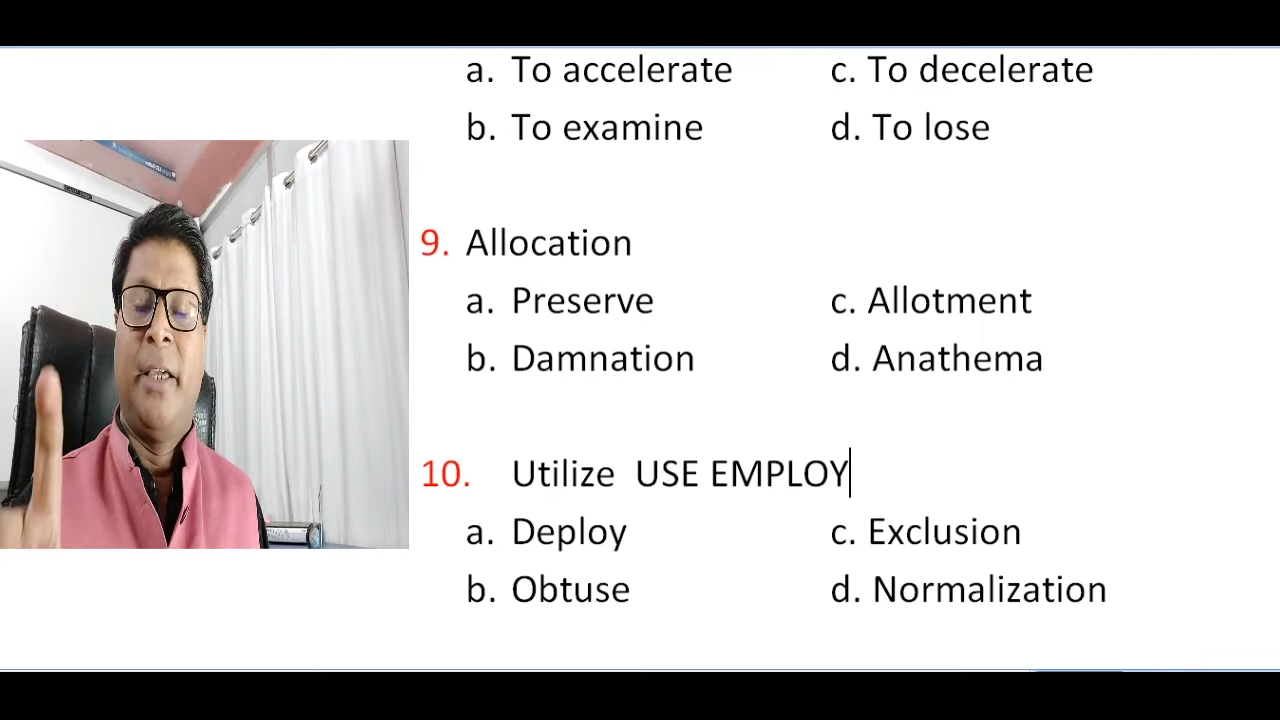 a. To accelerate c. To decelerate
b. To examine d. To lose
9. Allocation
a. Preserve c. Allotment
b. Damnation d. Anathema
10. Utilize USE EMPLOY
a. Deploy c. Exclusion
b. Obtuse d. Normalization